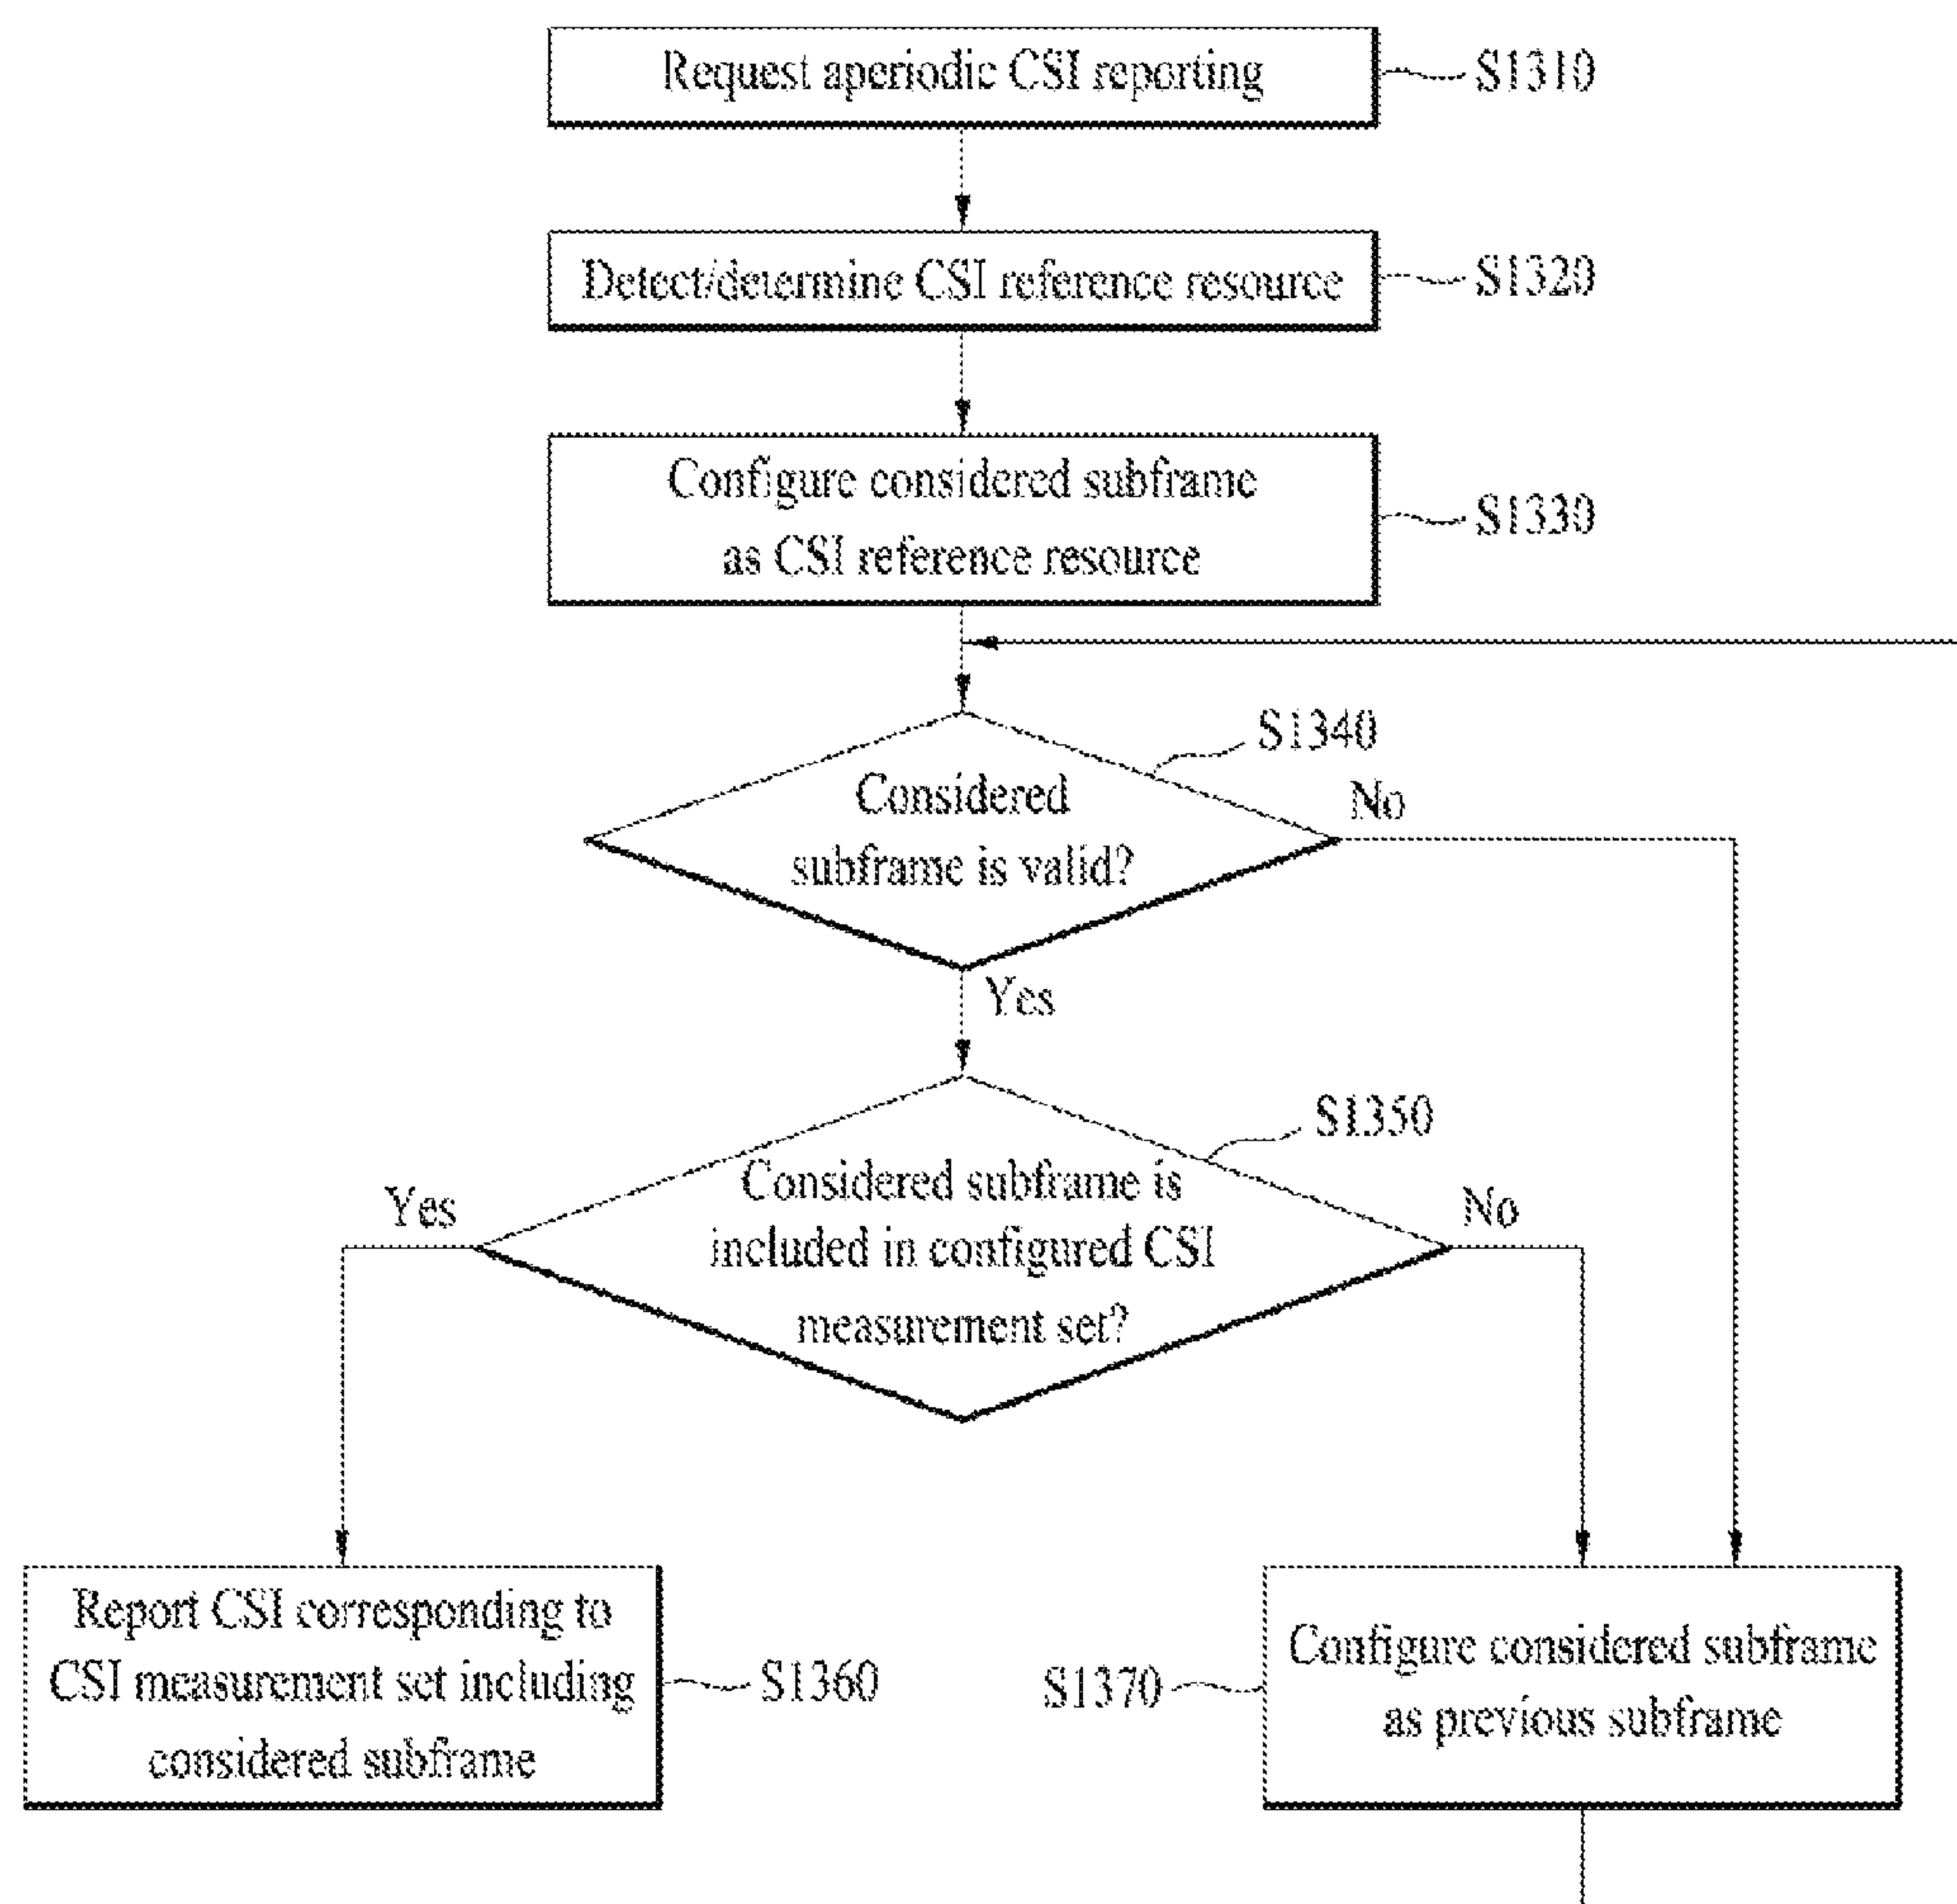 Request aperiodic CSI reporting
S1310
Detect/determine CSI reference resource
S1320
Configure considered subframe
as CSI reference resource
S1330
S1340
Considered
subframe is valid?
No
Yes
S1350
Considered subframe is
included in configured CSI
measurement set?
Yes
No
Report CSI corresponding to
CSI measurement set including
considered subframe
S1360
S1370
Configure considered subframe
as previous subframe